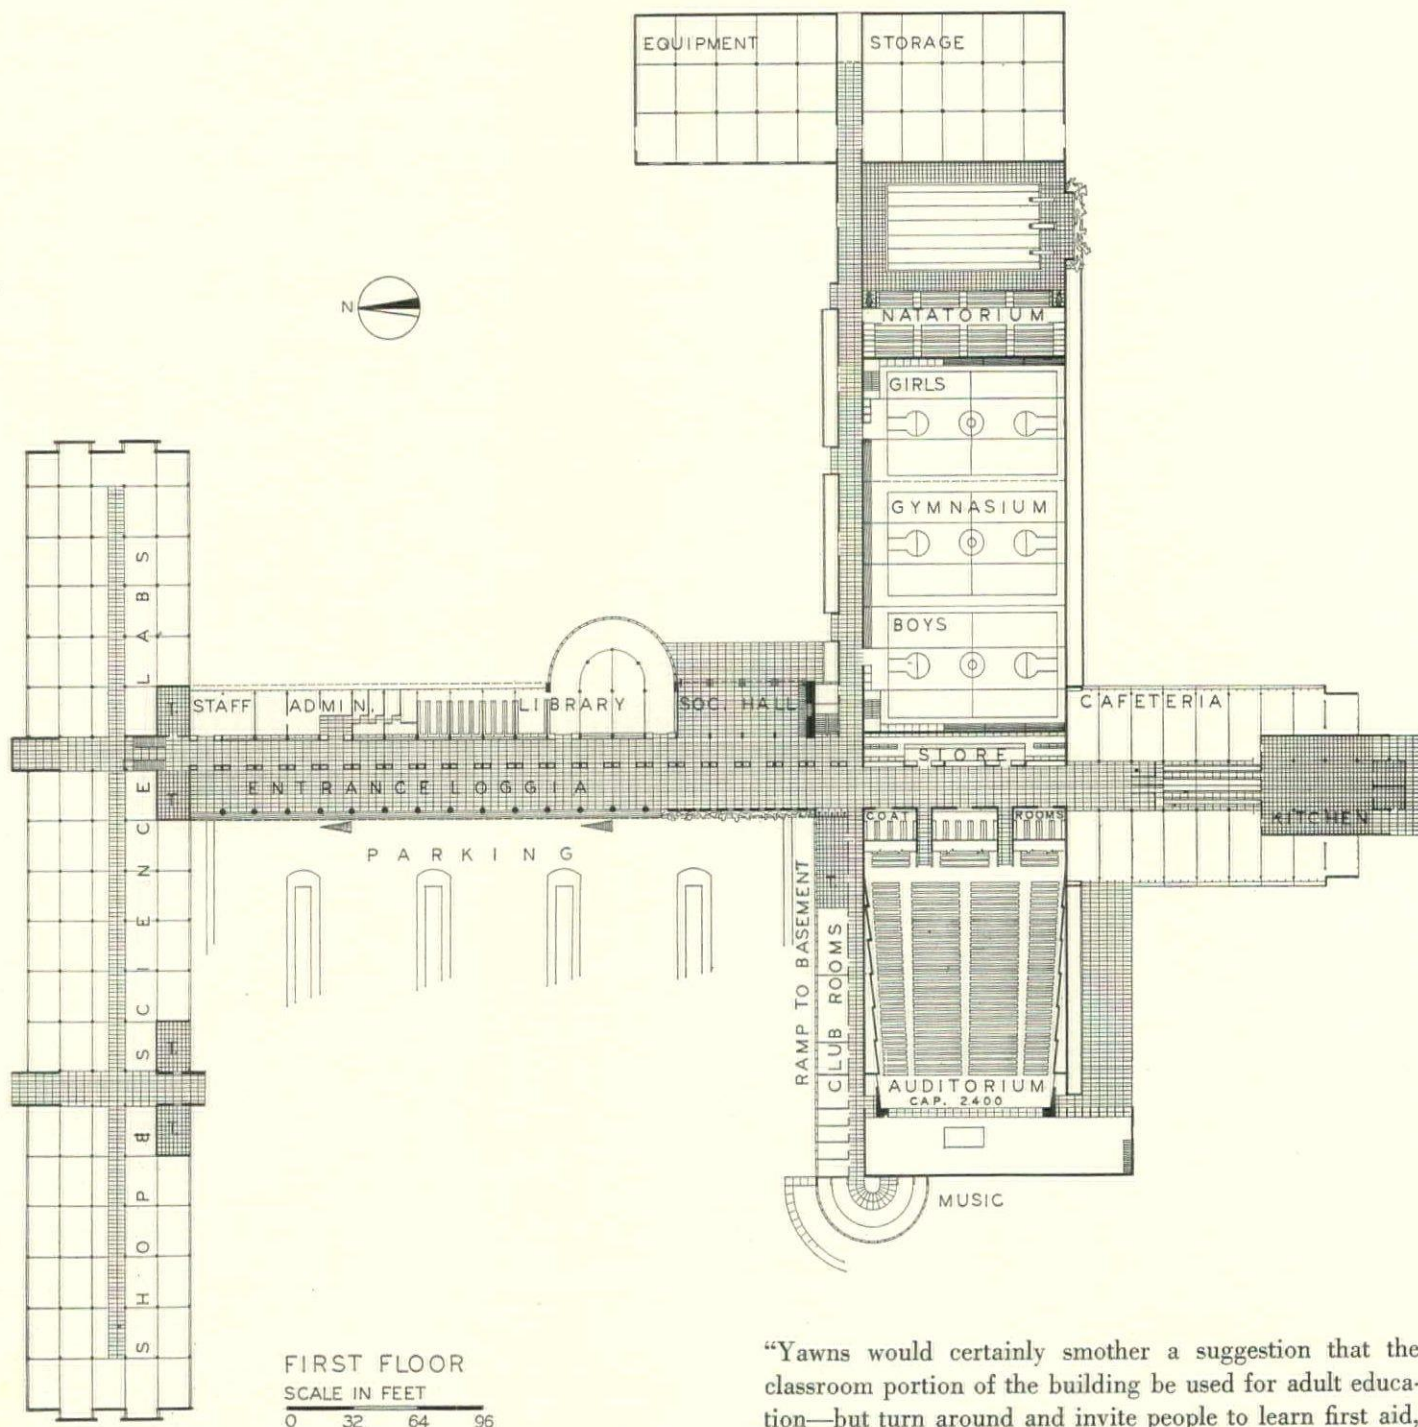 EQUIPMENT STORAGE
NATATORIUM
N
GIRLS
GYMNASIUM
BOYS
SHOP & SCIENCE LABS
T. STAFF ADMIN. LIBRARY SOC. HALL
CAFETERIA
STORE
T ENTRANCE LOGGIA
COAT ROOMS
KITCHEN
PARKING
RAMP TO BASEMENT
CLUB ROOMS
T
T
AUDITORIUM
CAP. 2400
MUSIC
FIRST FLOOR
SCALE IN FEET
0 32 64 96
“Yawns would certainly smother a suggestion that the
classroom portion of the building be used for adult educa-
tion—but turn around and invite people to learn first aid,